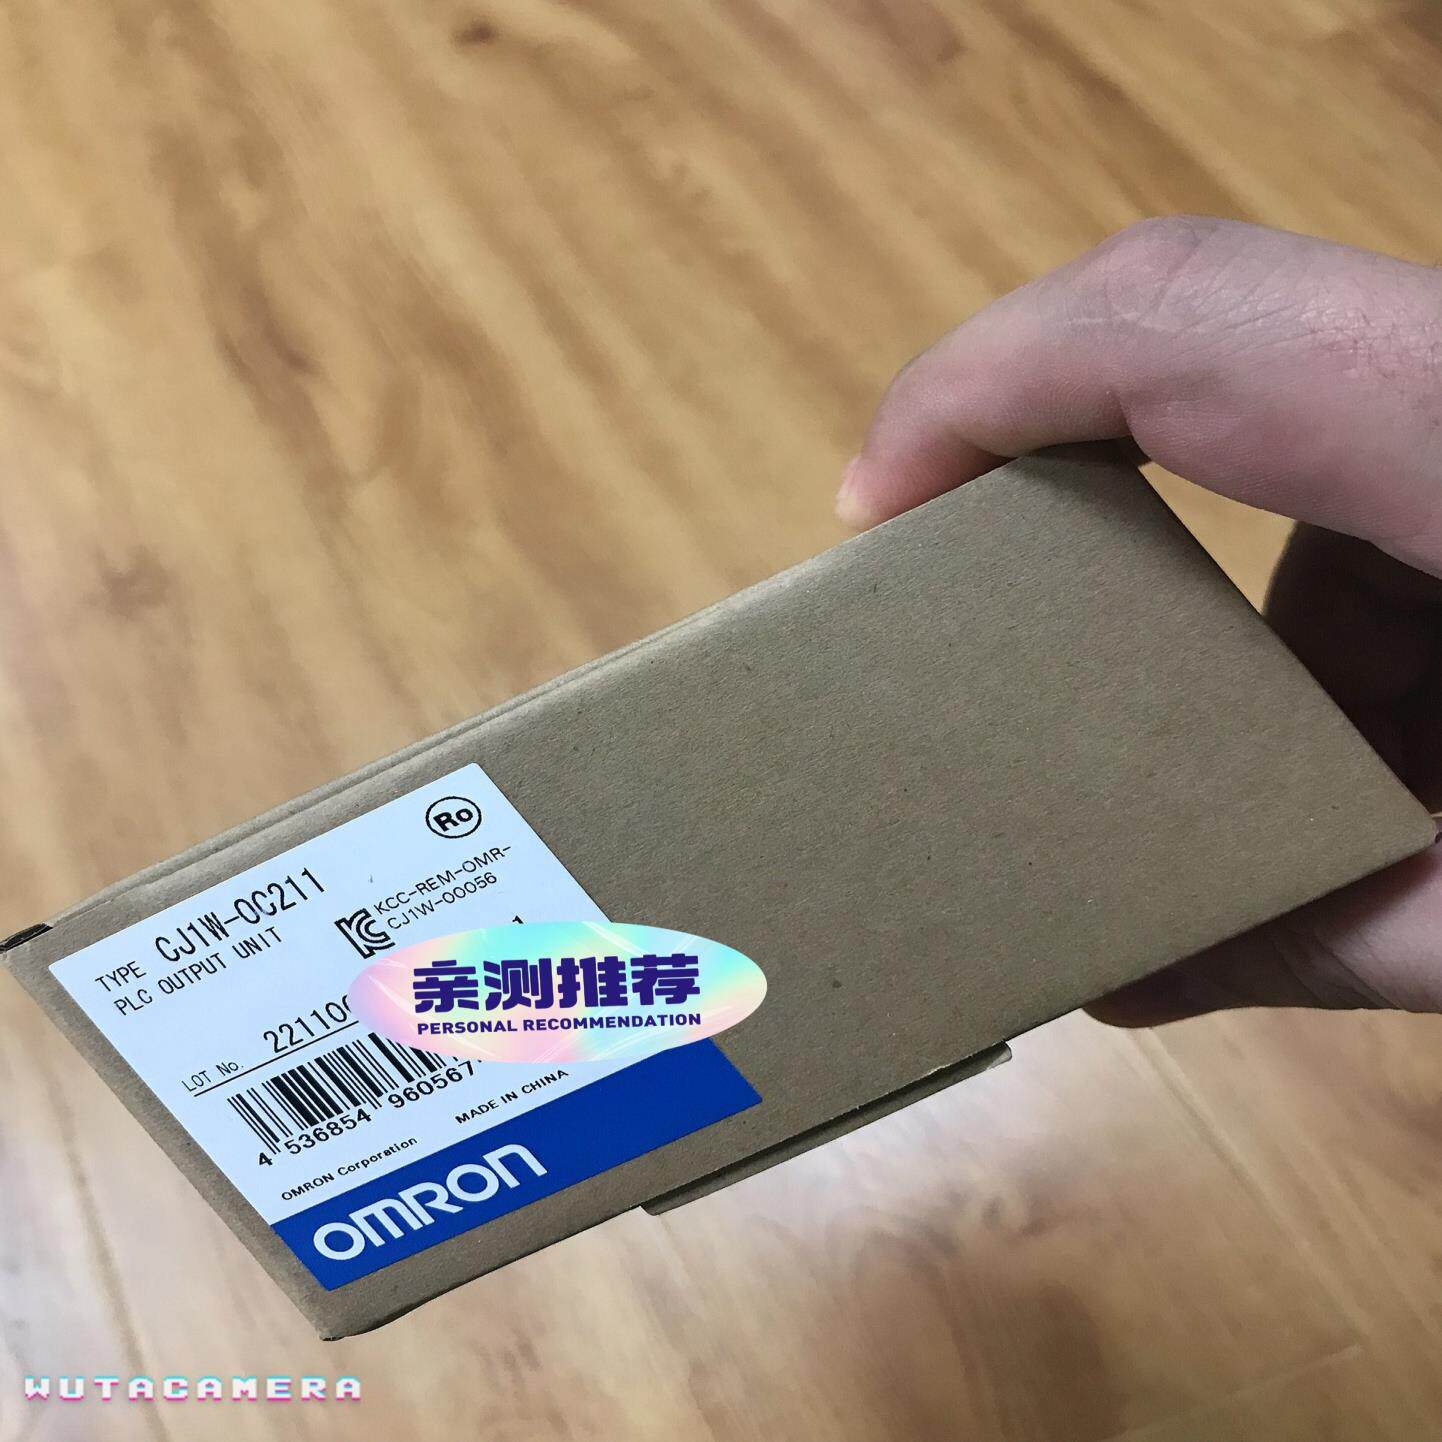 Ro
TYPE CJ1W-OC211
PLC OUTPUT UNIT
KCC-REM-OMR-
CJ1W-00056
1
LOT No.
4 536854
MADE IN CHINA
OMRON Corporation
OMRON
亲测推荐
PERSONAL RECOMMENDATION
WUTACAMERA